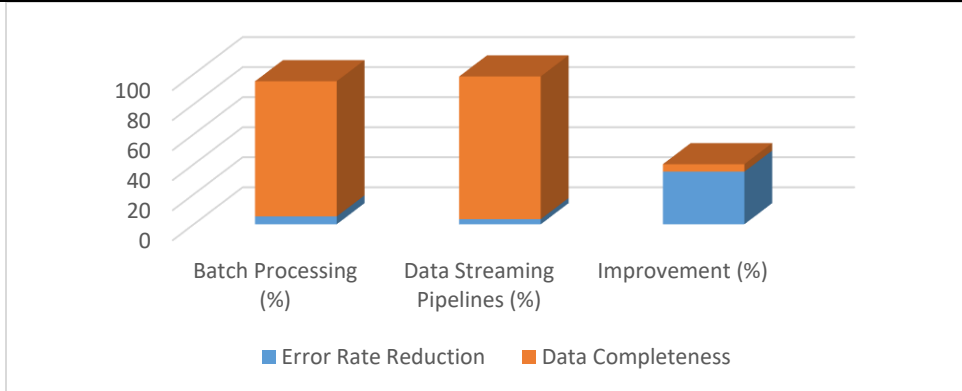 100
80
60
40
20
0
Batch Processing
(%)
Data Streaming
Pipelines (%)
Improvement (%)
Error Rate Reduction
Data Completeness